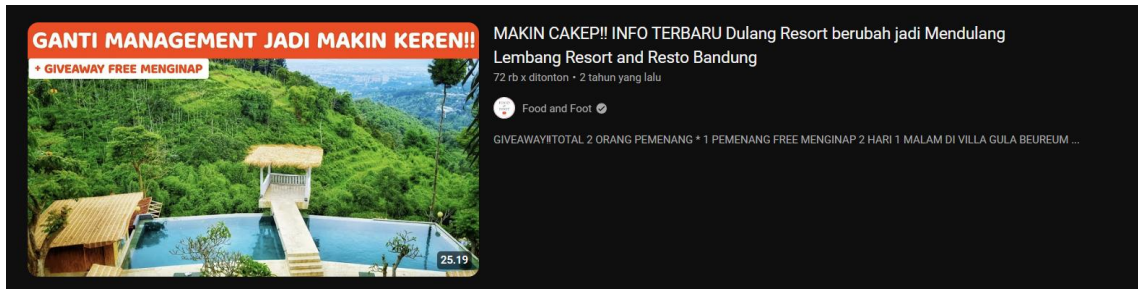 GANTI MANAGEMENT JADI MAKIN KEREN!!
+ GIVEAWAY FREE MENGINAP
25.19
MAKIN CAKEP!! INFO TERBARU Dulang Resort berubah jadi Mendulang
Lembang Resort and Resto Bandung
72 rb x ditonton • 2 tahun yang lalu
Food and Foot
GIVEAWAY!!TOTAL 2 ORANG PEMENANG * 1 PEMENANG FREE MENGINAP 2 HARI 1 MALAM DI VILLA GULA BEUREUM ...